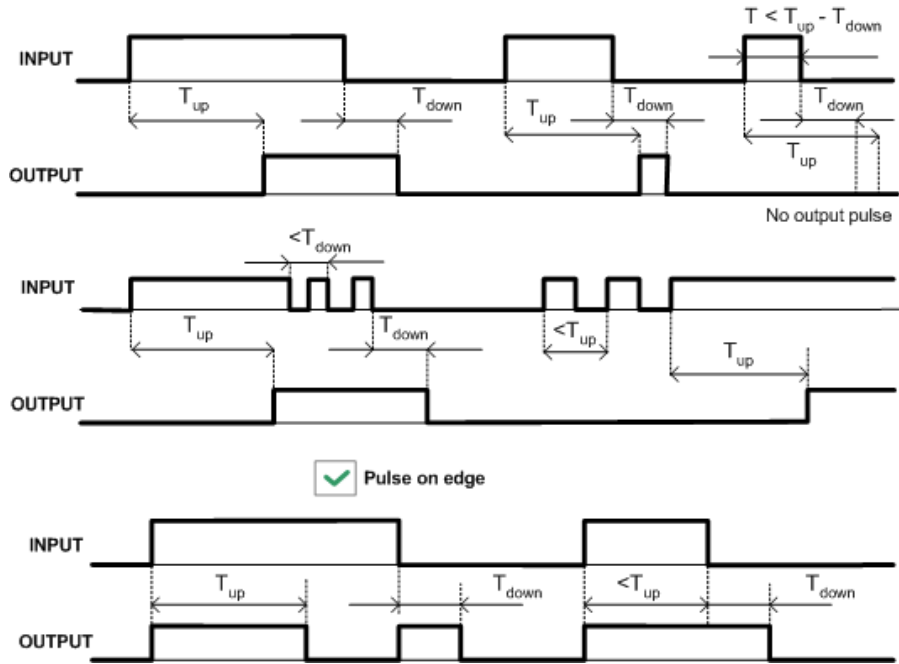 T < Tup - Tdown
INPUT
Tup
Tdown
Tup
Tdown
Tdown
Tup
OUTPUT
No output pulse
<Tdown
INPUT
Tup
Tdown
<Tup
Tup
OUTPUT
Pulse on edge
INPUT
Tup
Tdown
<Tup
Tdown
OUTPUT